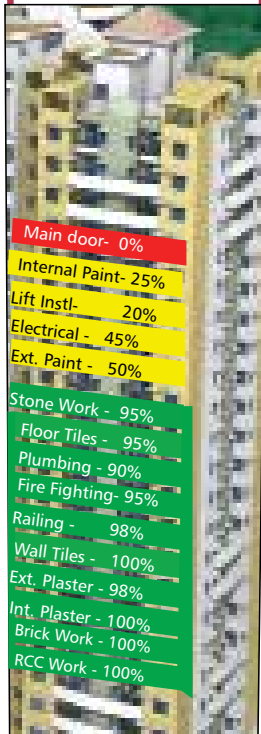 Main door- 0%
Internal Paint- 25%
Lift Instl- 20%
Electrical - 45%
Ext. Paint - 50%
Stone Work - 95%
Floor Tiles - 95%
Plumbing - 90%
Fire Fighting- 95%
Railing - 98%
Wall Tiles - 100%
Ext. Plaster - 98%
Int. Plaster - 100%
Brick Work - 100%
RCC Work - 100%